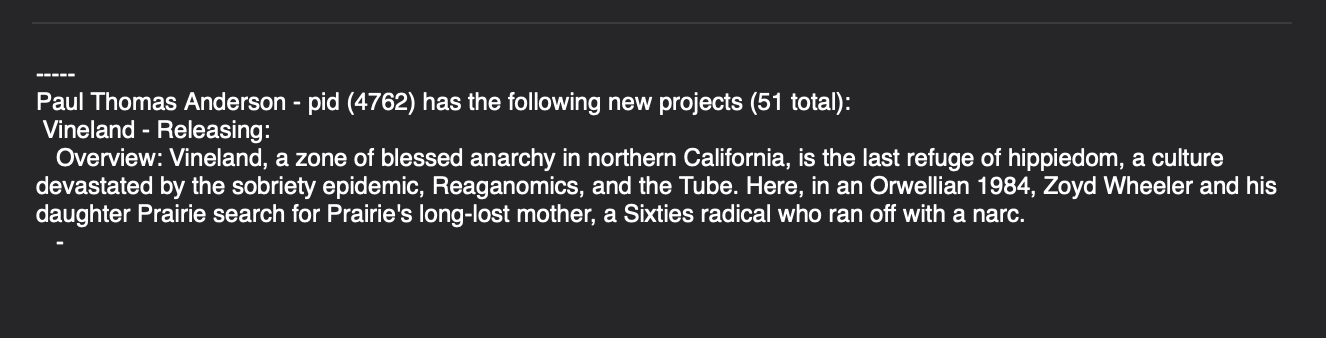 -----
Paul Thomas Anderson - pid (4762) has the following new projects (51 total):
Vineland - Releasing:
Overview: Vineland, a zone of blessed anarchy in northern California, is the last refuge of hippiedom, a culture
devastated by the sobriety epidemic, Reaganomics, and the Tube. Here, in an Orwellian 1984, Zoyd Wheeler and his
daughter Prairie search for Prairie's long-lost mother, a Sixties radical who ran off with a narc.
-